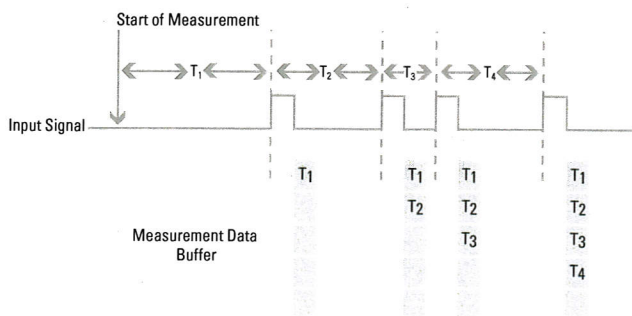 Start of Measurement
T1 T2 T3 T4
Input Signal
T1 T1 T1 T1
T2 T2 T2
Measurement Data T3 T3
Buffer
T4